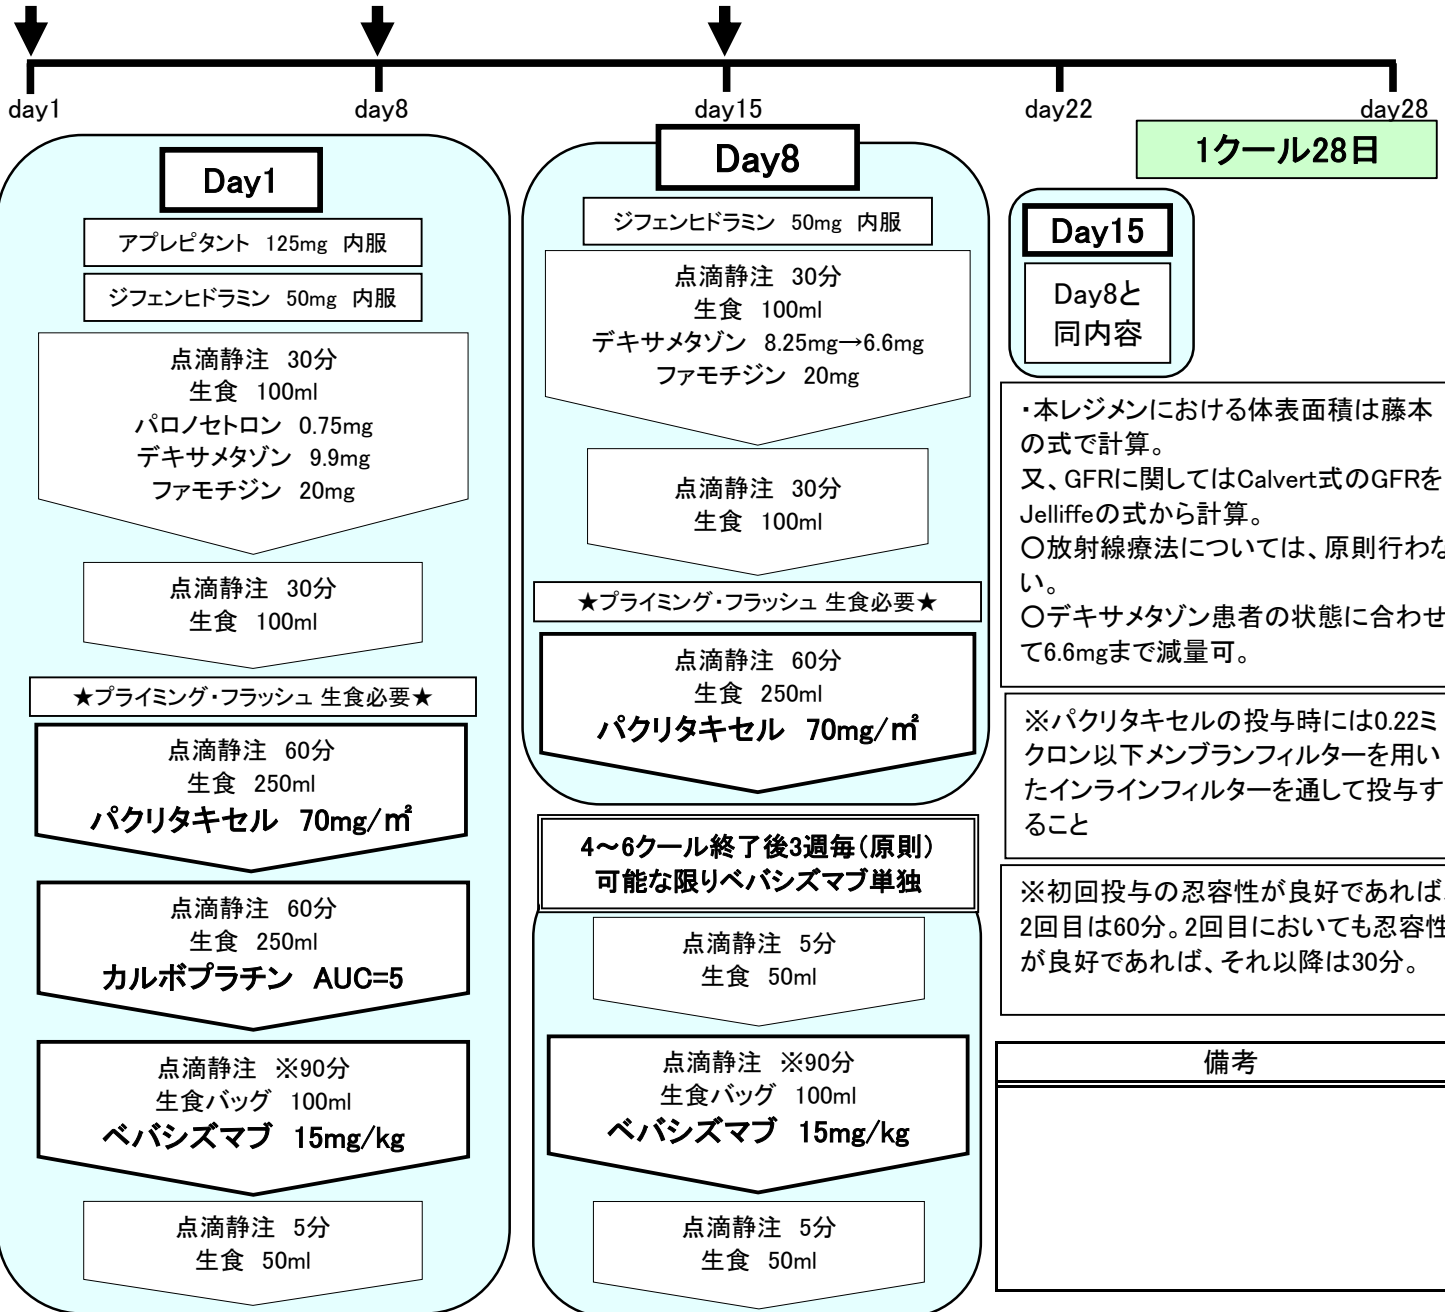 day1
day8
day15
day22
day28
1クール28日
Day1
アプレピタント 125mg 内服
ジフェンヒドラミン 50mg 内服
点滴静注 30分
生食 100ml
パロノセトロン 0.75mg
デキサメタゾン 9.9mg
ファモチジン 20mg
点滴静注 30分
生食 100ml
★プライミング・フラッシュ 生食必要★
点滴静注 60分
生食 250ml
パクリタキセル 70mg/㎡
点滴静注 60分
生食 250ml
カルボプラチン AUC=5
点滴静注 ※90分
生食バッグ 100ml
ベバシズマブ 15mg/kg
点滴静注 5分
生食 50ml
Day8
ジフェンヒドラミン 50mg 内服
点滴静注 30分
生食 100ml
デキサメタゾン 8.25mg→6.6mg
ファモチジン 20mg
点滴静注 30分
生食 100ml
★プライミング・フラッシュ 生食必要★
点滴静注 60分
生食 250ml
パクリタキセル 70mg/㎡
4～6クール終了後3週毎(原則)
可能な限りベバシズマブ単独
点滴静注 5分
生食 50ml
点滴静注 ※90分
生食バッグ 100ml
ベバシズマブ 15mg/kg
点滴静注 5分
生食 50ml
Day15
Day8と
同内容
・本レジメンにおける体表面積は藤本
の式で計算。
又、GFRに関してはCalvert式のGFRを
Jelliffeの式から計算。
○放射線療法については、原則行わな
い。
○デキサメタゾン患者の状態に合わせ
て6.6mgまで減量可。
※パクリタキセルの投与時には0.22ミ
クロン以下メンブランフィルターを用い
たインラインフィルターを通して投与す
ること
※初回投与の忍容性が良好であれば、
2回目は60分。2回目においても忍容性
が良好であれば、それ以降は30分。
備考